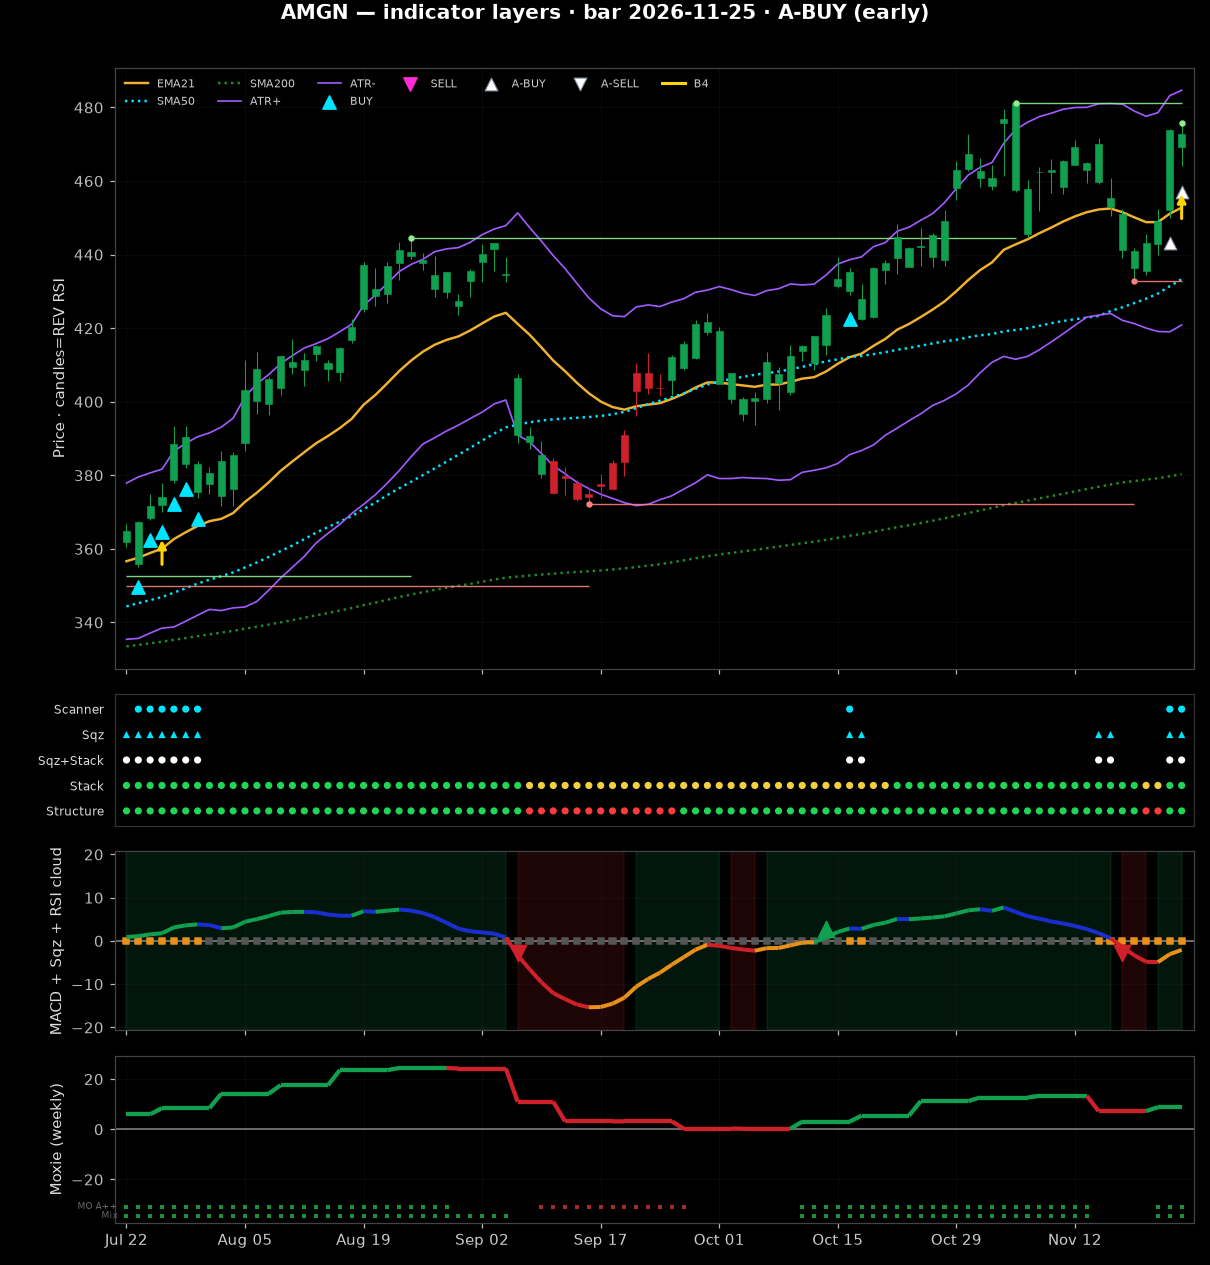 AMGN — indicator layers · bar 2026-11-25 · A-BUY (early)
EMA21 SMA200 ATR- SELL A-BUY A-SELL B4
SMA50 ATR+ BUY
480
460
440
420
400
380
360
340
Price · candles=REV RSI
Scanner
Sqz
Sqz+Stack
Stack
Structure
20
10
0
−10
−20
MACD + Sqz + RSI cloud
20
0
−20
Moxie (weekly)
MO A++
Mix
Jul 22 Aug 05 Aug 19 Sep 02 Sep 17 Oct 01 Oct 15 Oct 29 Nov 12